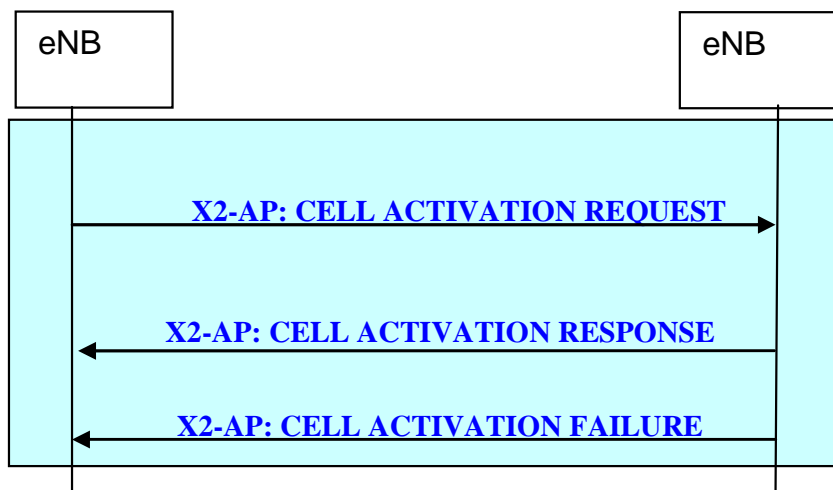 eNB
eNB
X2-AP: CELL ACTIVATION REQUEST
X2-AP: CELL ACTIVATION RESPONSE
X2-AP: CELL ACTIVATION FAILURE